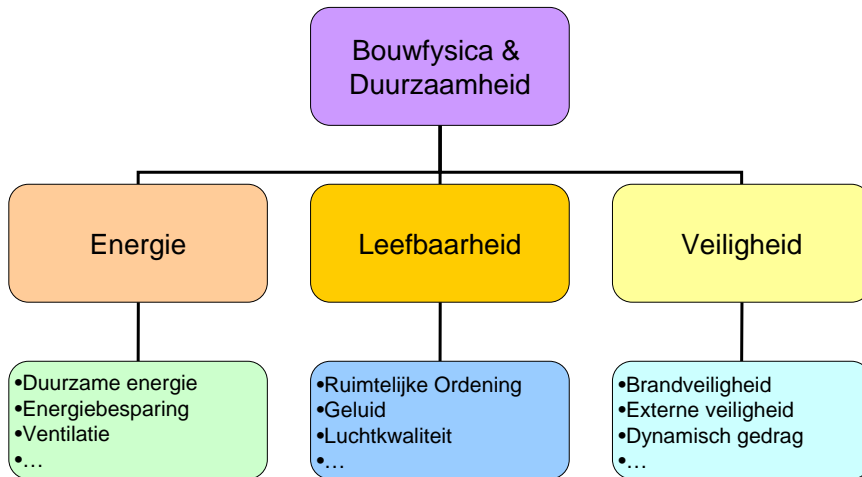 Bouwfysica &
Duurzaamheid
Energie
Leefbaarheid
Veiligheid
•Duurzame energie
•Energiebesparing
•Ventilatie
•…
•Ruimtelijke Ordening
•Geluid
•Luchtkwaliteit
•…
•Brandveiligheid
•Externe veiligheid
•Dynamisch gedrag
•…